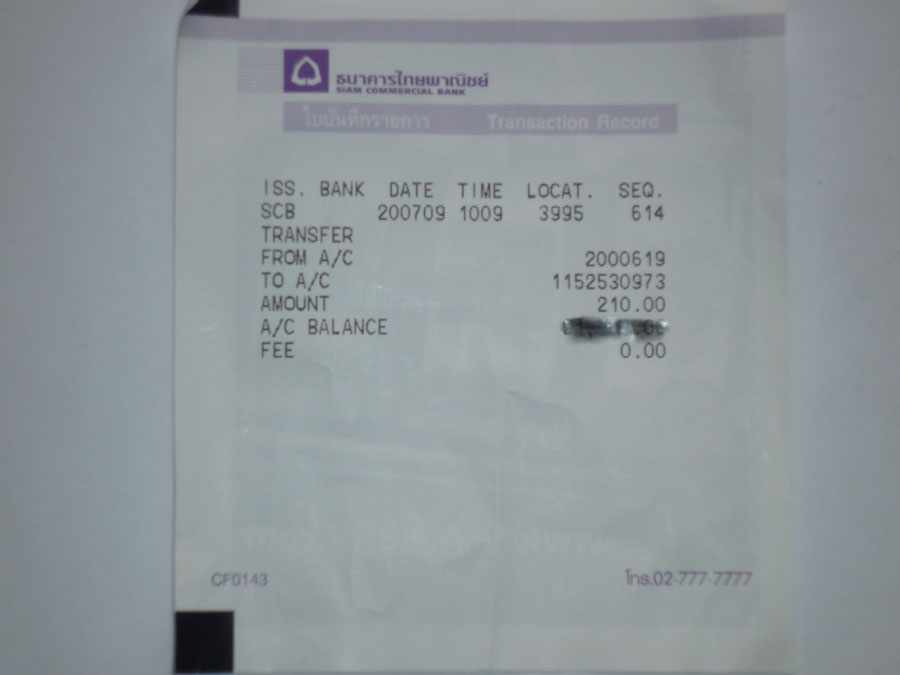 ธนาคารไทยพาณิชย์
SIAM COMMERCIAL BANK
ใบบันทึกรายการ Transaction Record
ISS. BANK DATE TIME LOCAT. SEQ.
SCB 200709 1009 3995 614
TRANSFER
FROM A/C 2000619
TO A/C 1152530973
AMOUNT 210.00
A/C BALANCE
FEE 0.00
CF0143 โทร.02-777-7777